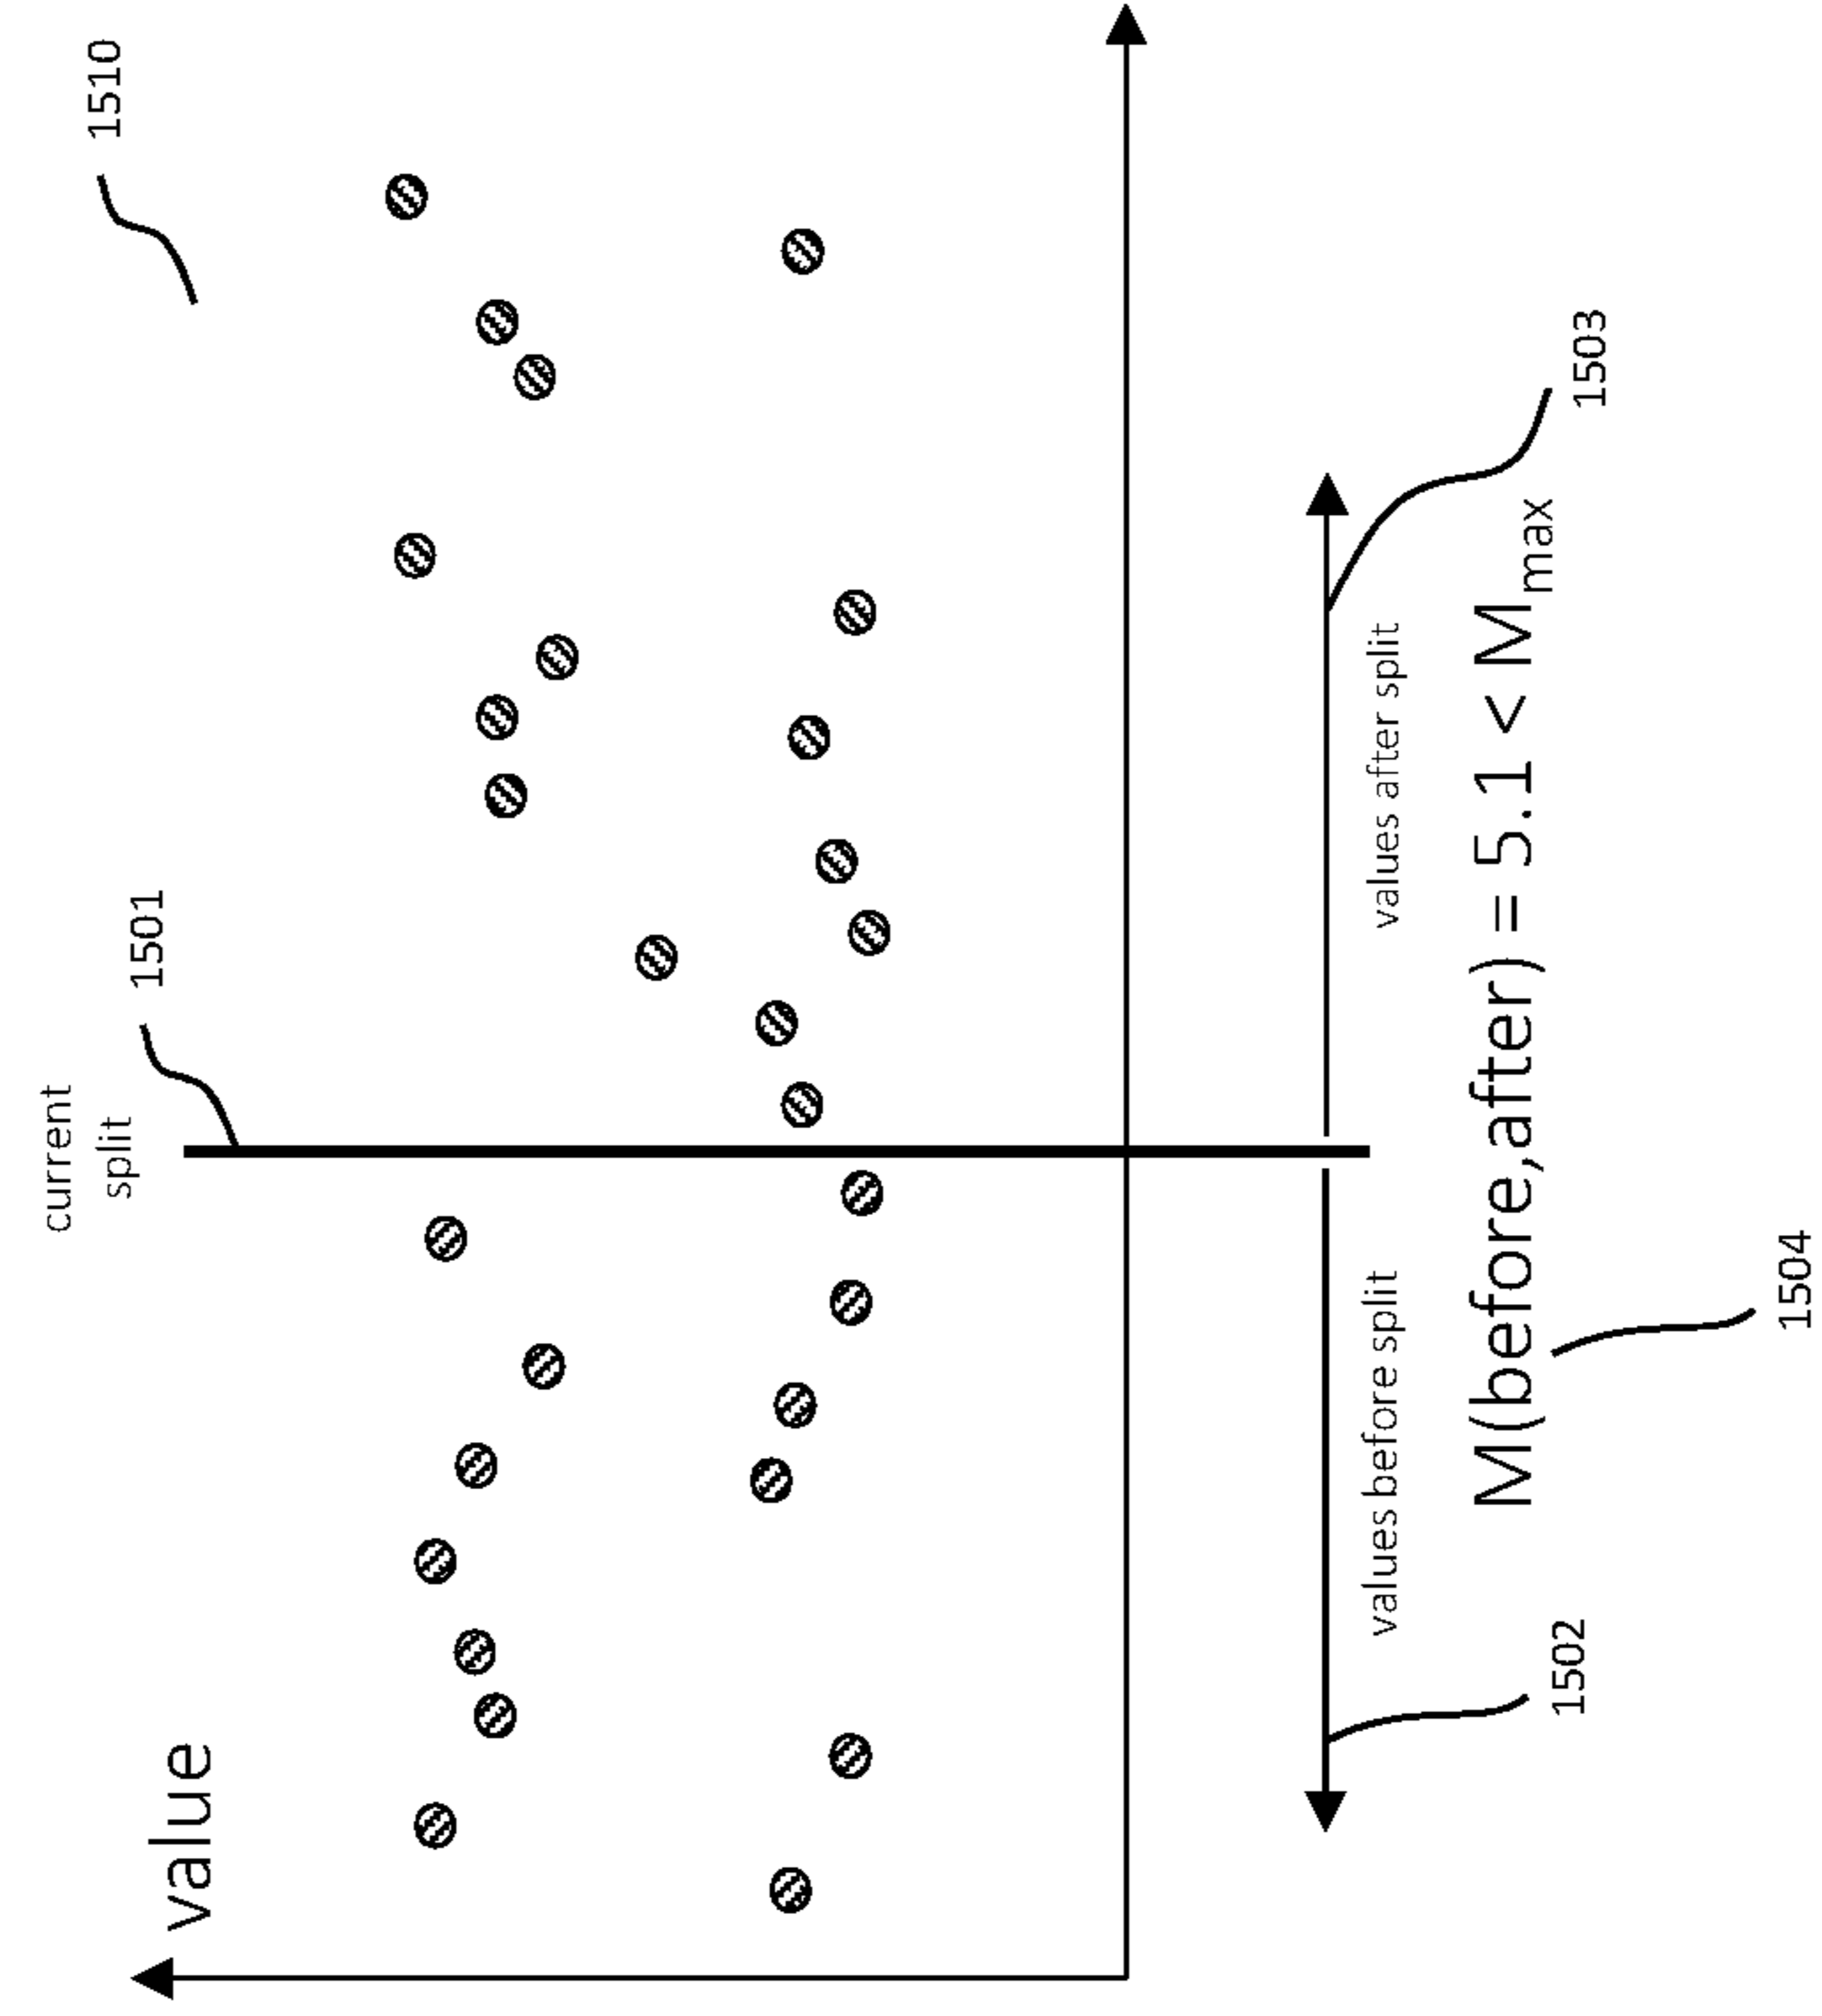 current
split
1501
1510
value
values before split
values after split
1502
1503
M(before,after) = 5.1 < Mmax
1504